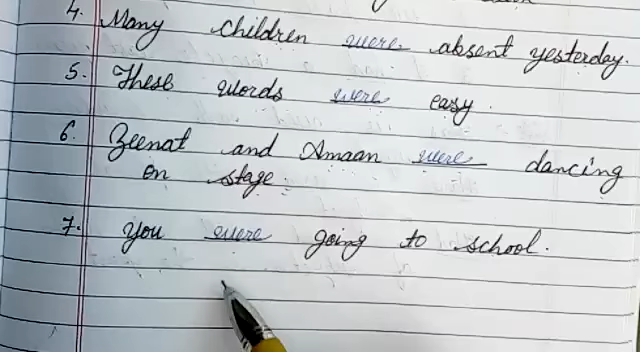 4. Many children were absent yesterday.
5. These words were easy.
6. Zeenat and Amaan were dancing
on stage.
7. You were going to school.